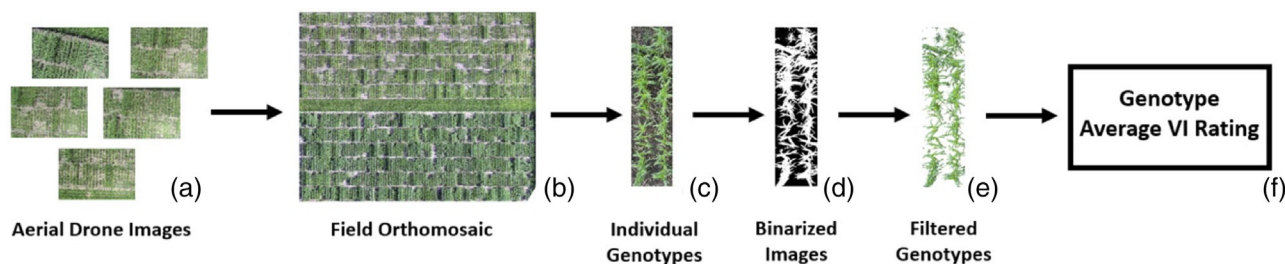 (a)
(b)
(c)
(d)
(e)
Genotype
Average VI Rating
(f)
Aerial Drone Images
Field Orthomosaic
Individual
Genotypes
Binarized
Images
Filtered
Genotypes